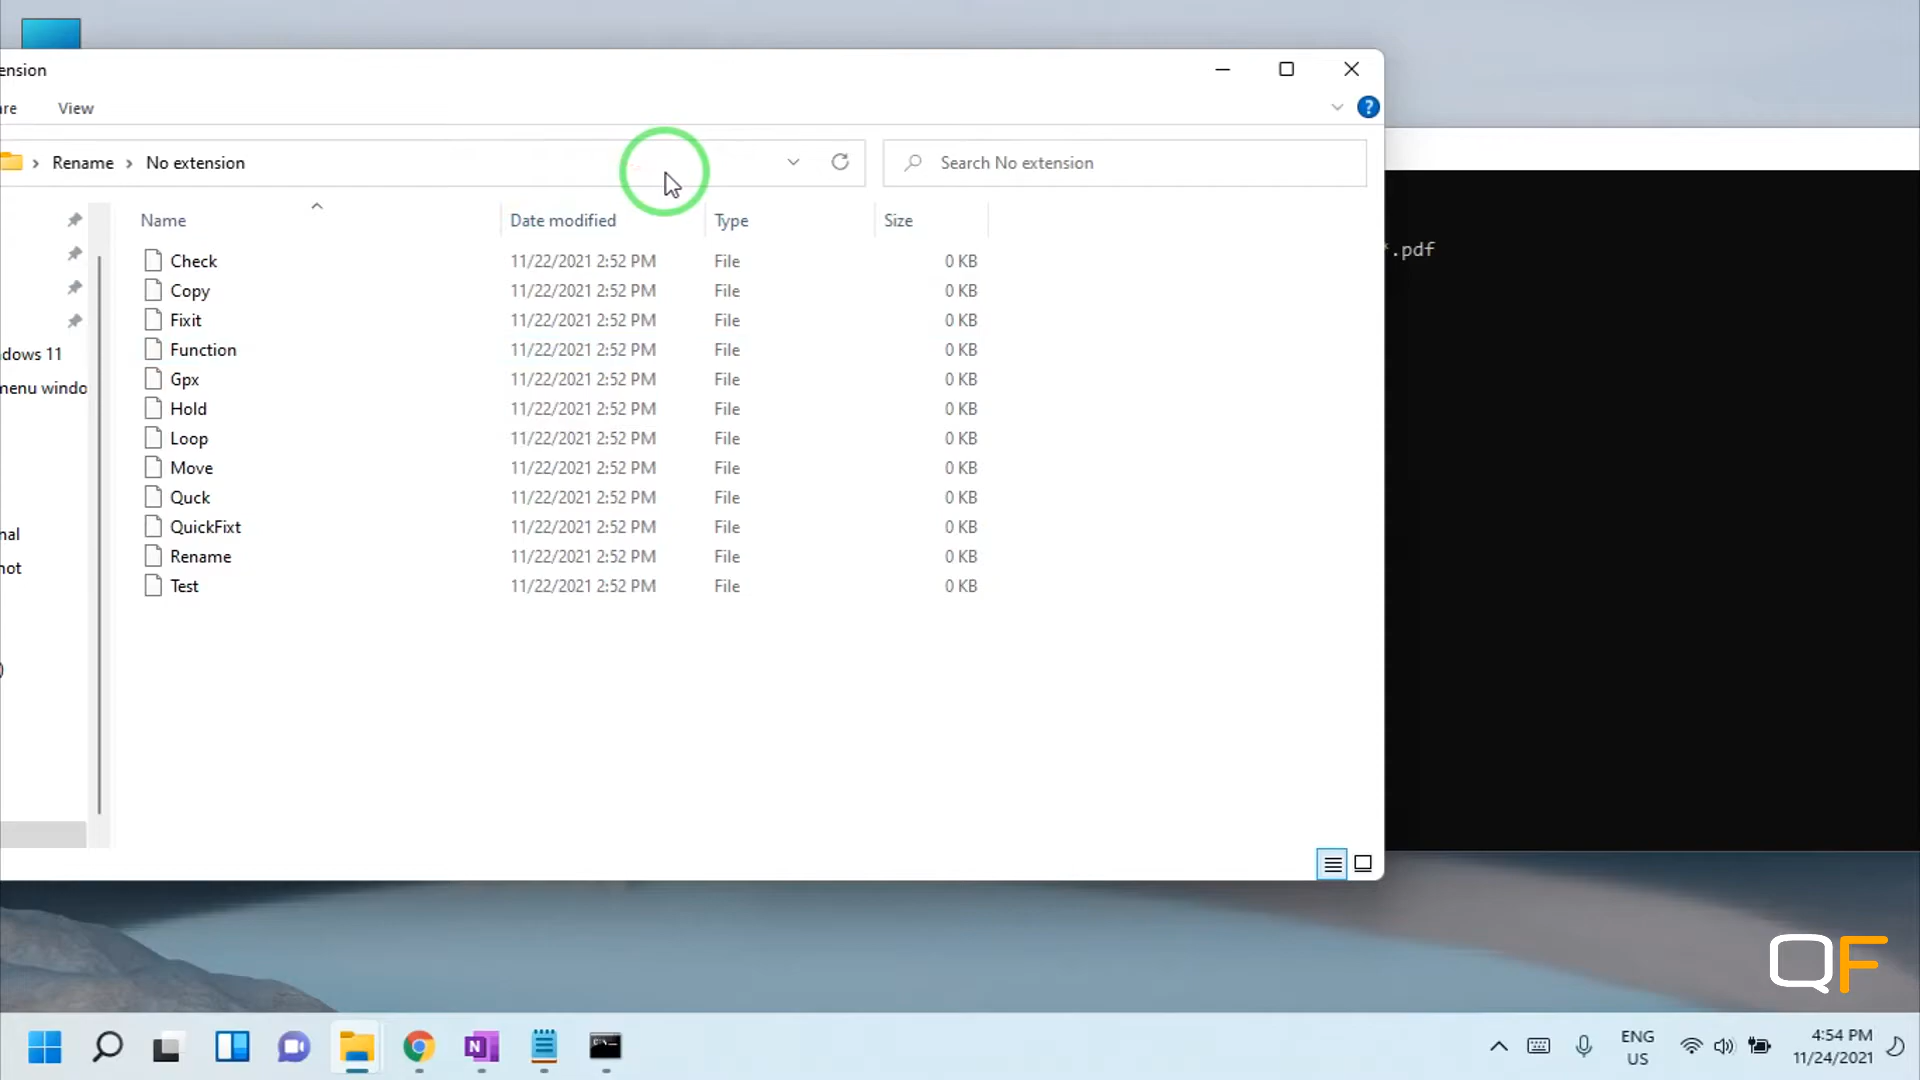 ension
are
View
?
Rename
No extension
Search No extension
Name
Date modified
Type
Size
Check 11/22/2021 2:52 PM File 0 KB
Copy 11/22/2021 2:52 PM File 0 KB
Fixit 11/22/2021 2:52 PM File 0 KB
Function 11/22/2021 2:52 PM File 0 KB
Gpx 11/22/2021 2:52 PM File 0 KB
Hold 11/22/2021 2:52 PM File 0 KB
Loop 11/22/2021 2:52 PM File 0 KB
Move 11/22/2021 2:52 PM File 0 KB
Quck 11/22/2021 2:52 PM File 0 KB
QuickFixt 11/22/2021 2:52 PM File 0 KB
Rename 11/22/2021 2:52 PM File 0 KB
Test 11/22/2021 2:52 PM File 0 KB
dows 11
menu windo
nal
hot
)
*.pdf
QF
N
ENG
US
4:54 PM
11/24/2021